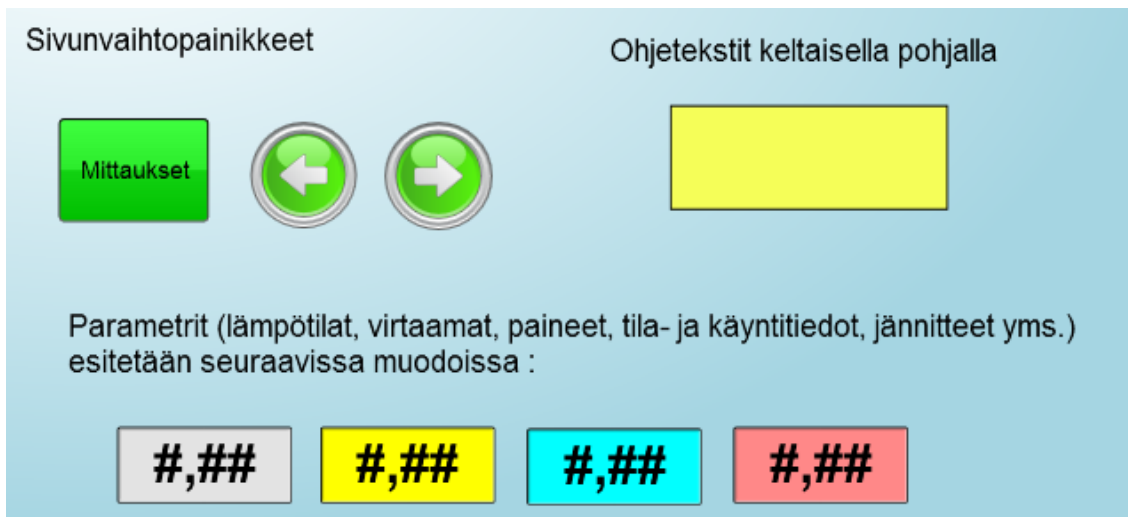 Sivunvaihtopainikkeet
Ohjetekstit keltaisella pohjalla
Mittaukset
Parametrit (lämpötilat, virtaamat, paineet, tila- ja käyntitiedot, jännitteet yms.)
esitetään seuraavissa muodoissa :
#,## #,## #,## #,##